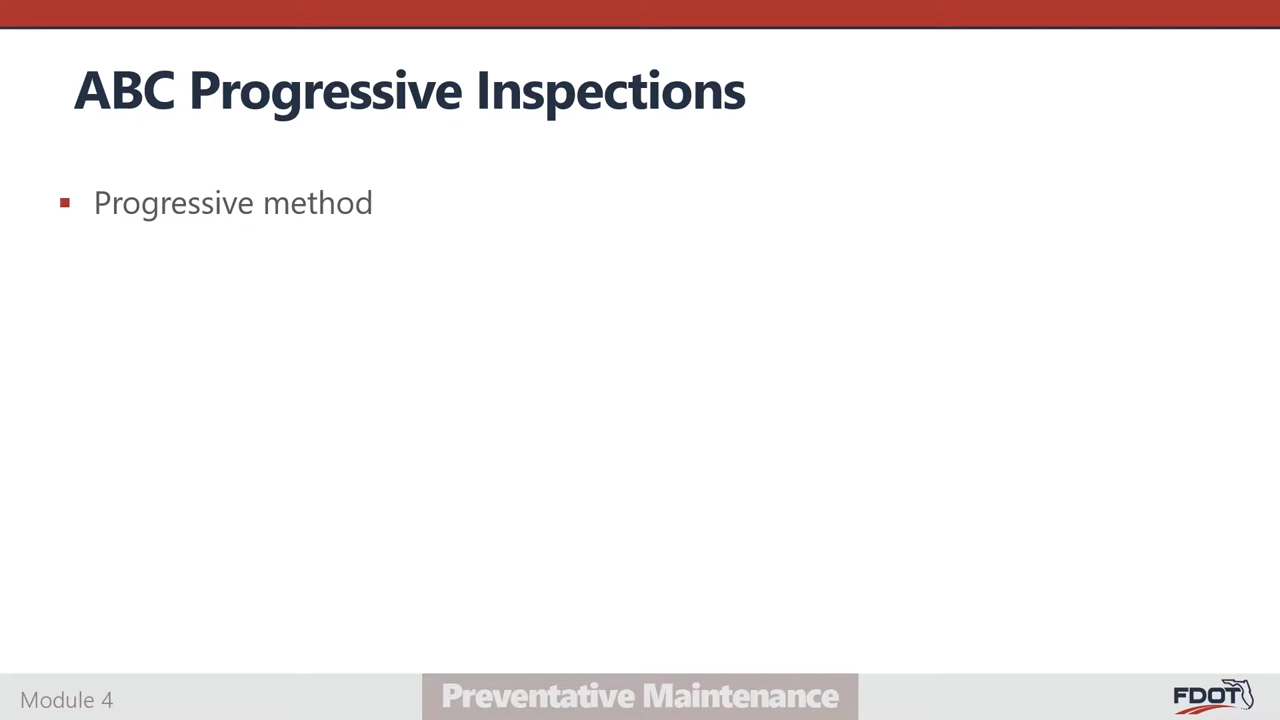 ABC Progressive Inspections
Progressive method
Module 4
Preventative Maintenance
FDOT